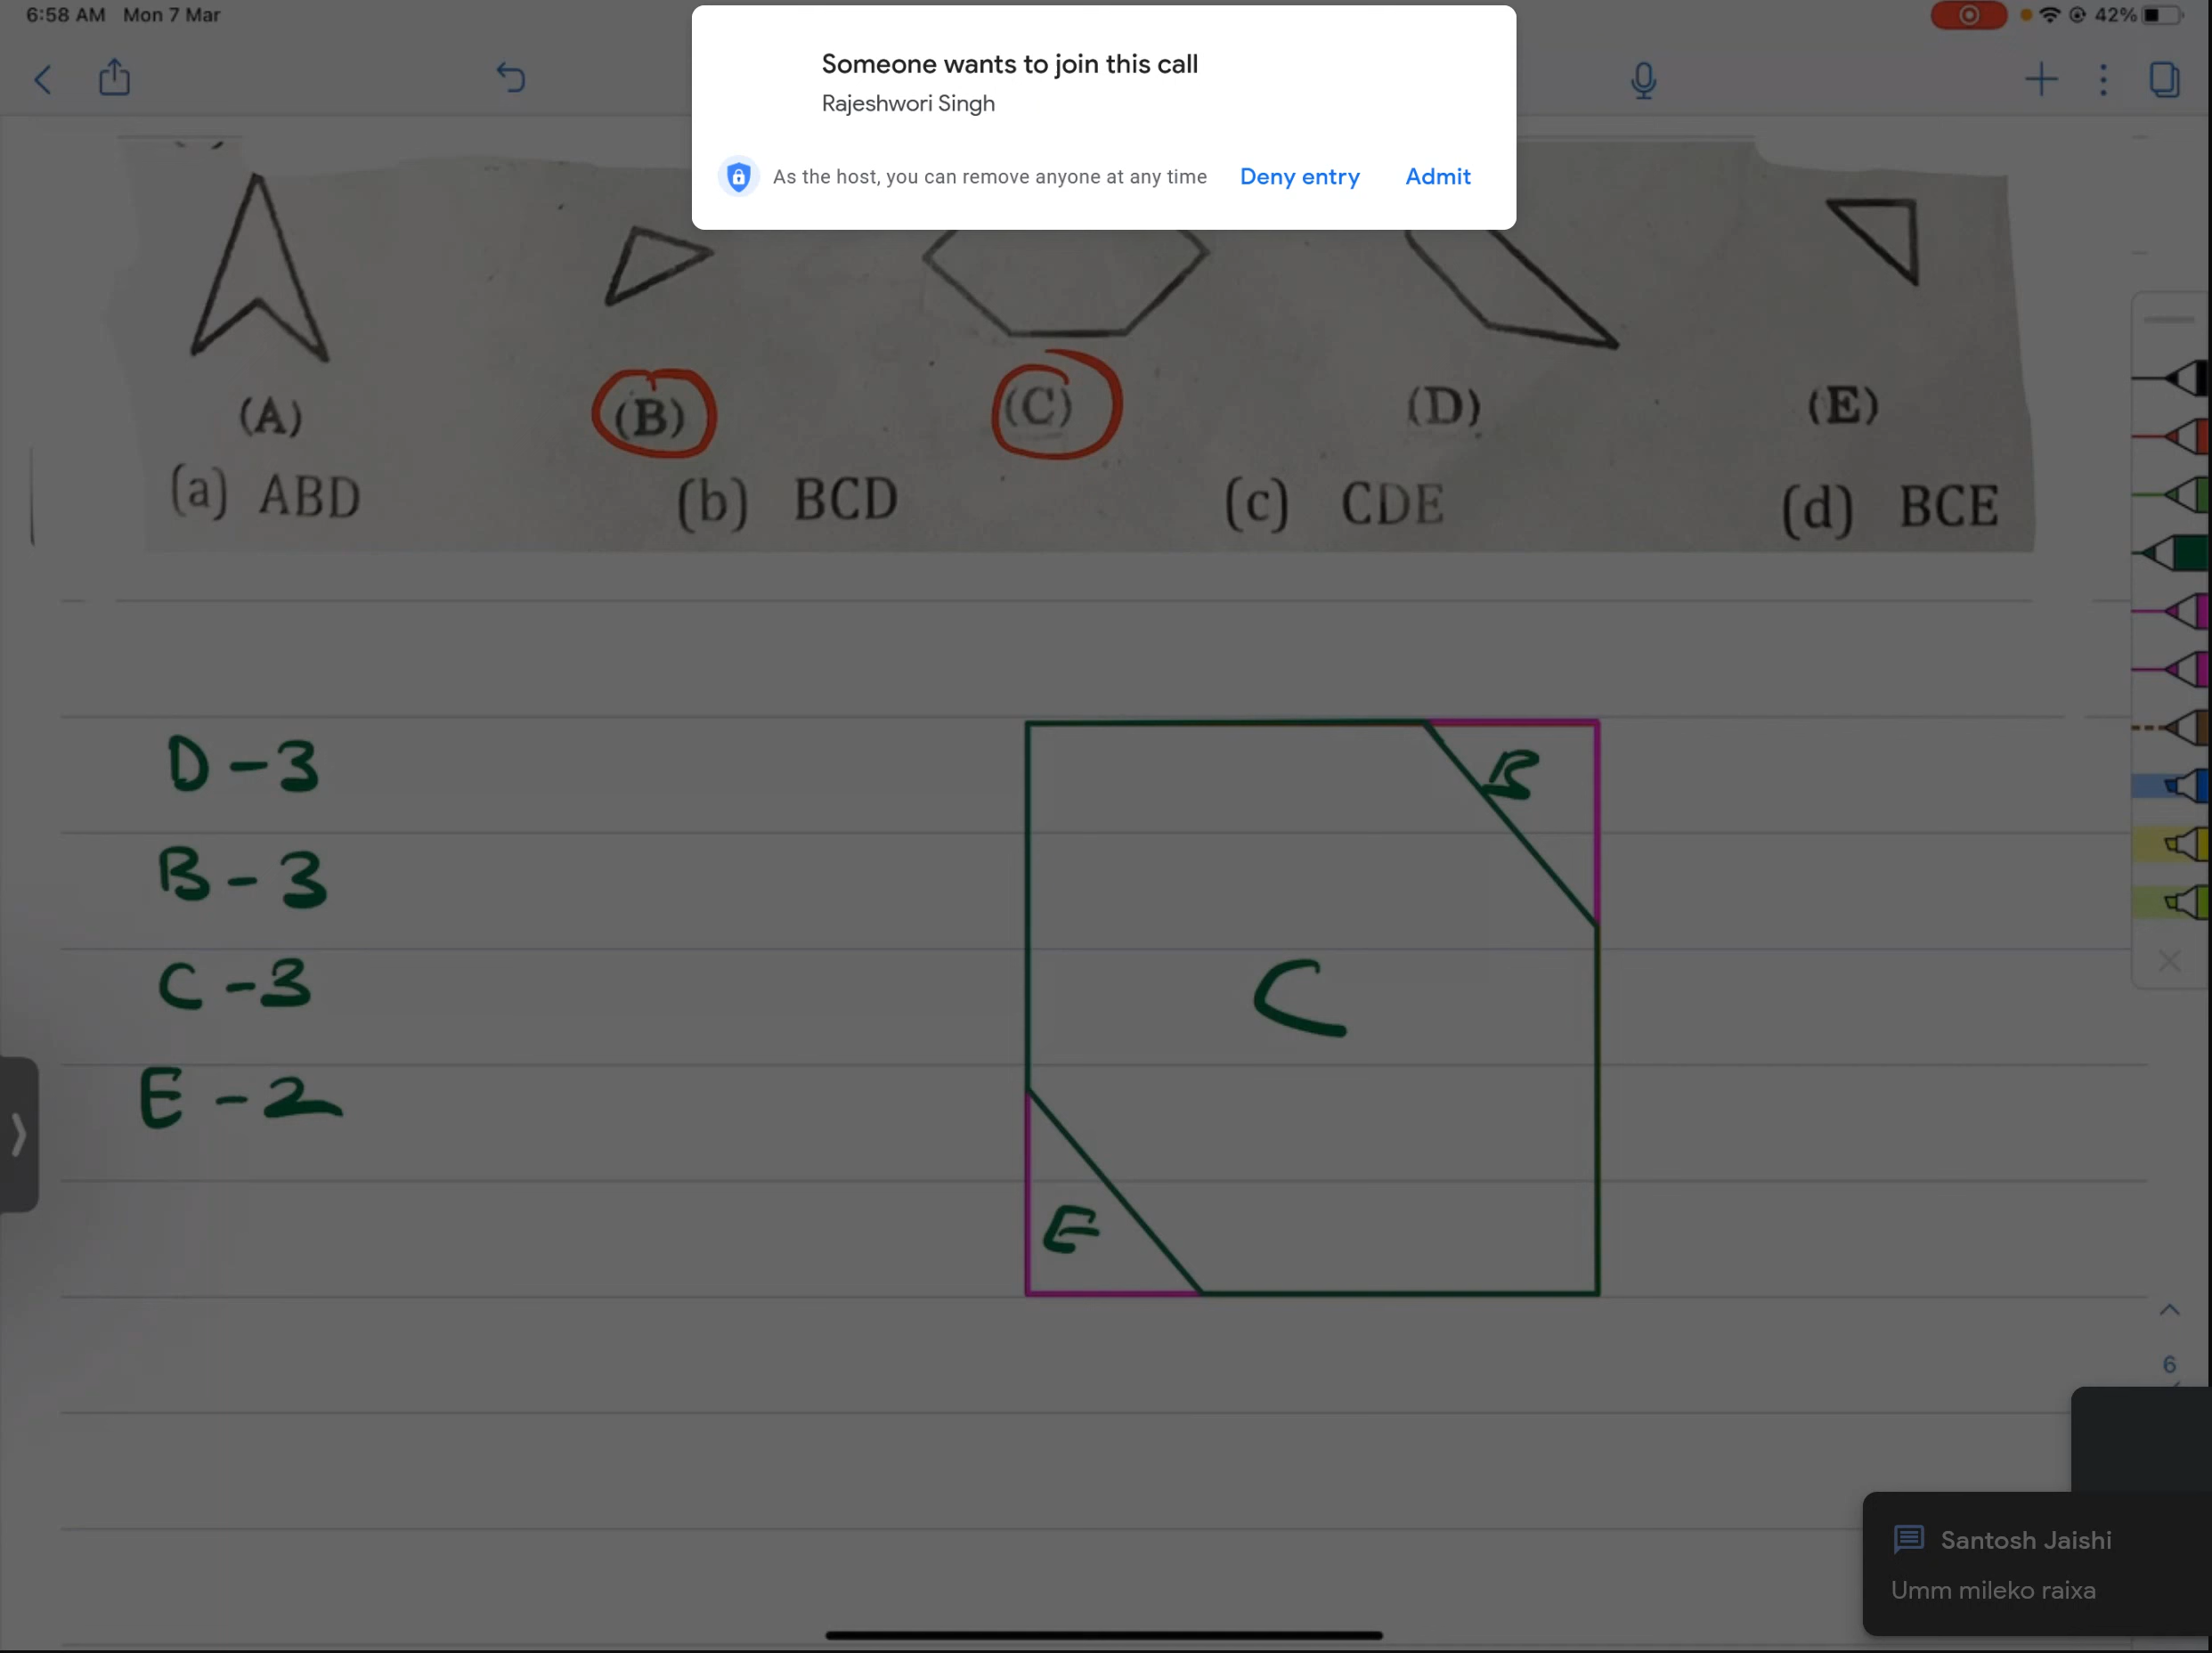 6:58 AM Mon 7 Mar
42%
Someone wants to join this call
Rajeshwori Singh
As the host, you can remove anyone at any time
Deny entry Admit
(A) (B) (C) (D) (E)
(a) ABD (b) BCD (c) CDE (d) BCE
D - 3
B
B - 3
C - 3
C
E - 2
E
6
Santosh Jaishi
Umm mileko raixa